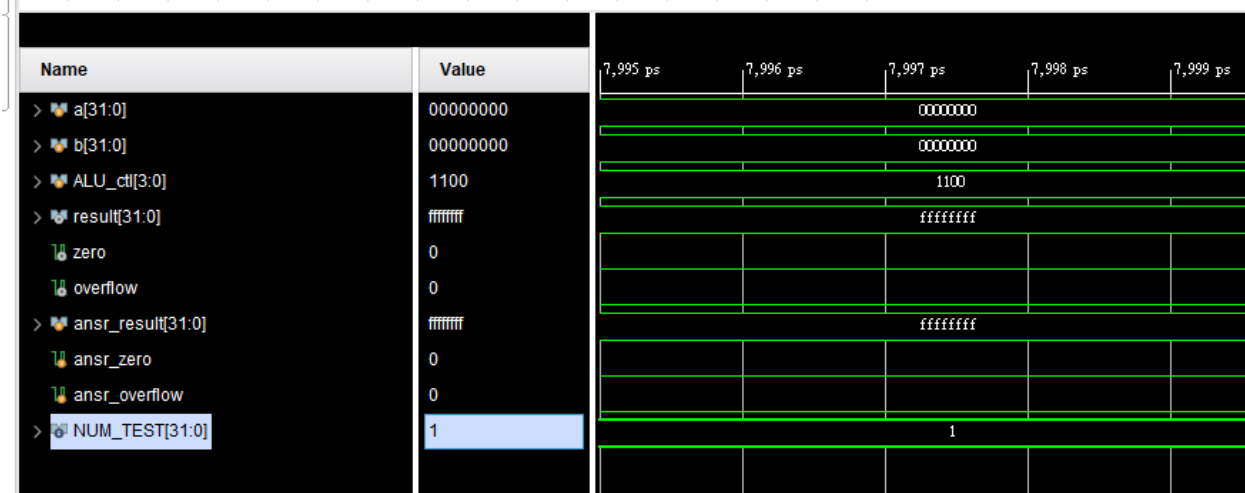 Name Value 7,995 ps 7,996 ps 7,997 ps 7,998 ps 7,999 ps
a[31:0] 00000000 00000000
b[31:0] 00000000 00000000
ALU_ctl[3:0] 1100 1100
result[31:0] ffffffff ffffffff
zero 0
overflow 0
ansr_result[31:0] ffffffff ffffffff
ansr_zero 0
ansr_overflow 0
NUM_TEST[31:0] 1 1